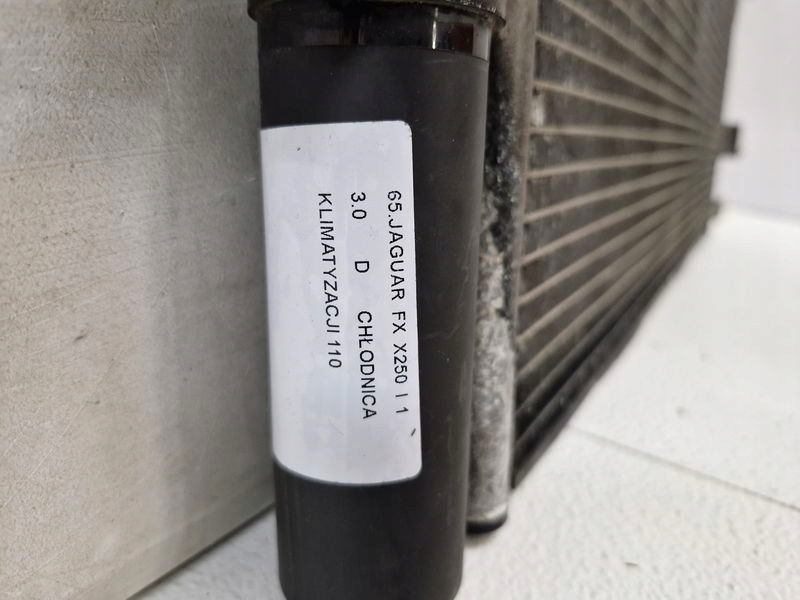 65.JAGUAR FX X250 I 1
3.0 D CHŁODNICA
KLIMATYZACJI 110